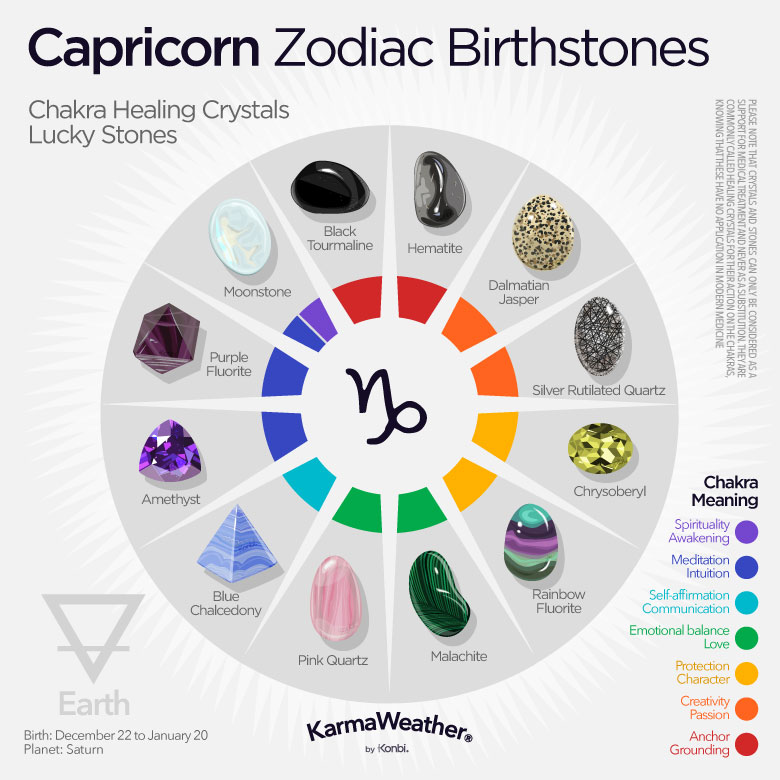 Capricorn Zodiac Birthstones
Chakra Healing Crystals
Lucky Stones
PLEASE NOTE THAT CRYSTALS AND STONES CAN ONLY BE CONSIDERED AS A
SUPPORT FOR MEDICAL TREATMENT AND NEVER AS A SUBSTITUTION. THEY ARE
COMMONLY CALLED HEALING CRYSTALS FOR THEIR ACTION ON THE CHAKRAS,
KNOWING THAT THESE HAVE NO APPLICATION IN MODERN MEDICINE
Black
Tourmaline
Hematite
Dalmatian
Jasper
Silver Rutilated Quartz
Chrysoberyl
Rainbow
Fluorite
Malachite
Pink Quartz
Blue
Chalcedony
Amethyst
Purple
Fluorite
Moonstone
Chakra
Meaning
Spirituality
Awakening
Meditation
Intuition
Self-affirmation
Communication
Emotional balance
Love
Protection
Character
Creativity
Passion
Anchor
Grounding
Earth
Birth: December 22 to January 20
Planet: Saturn
KarmaWeather®
by Konbi.